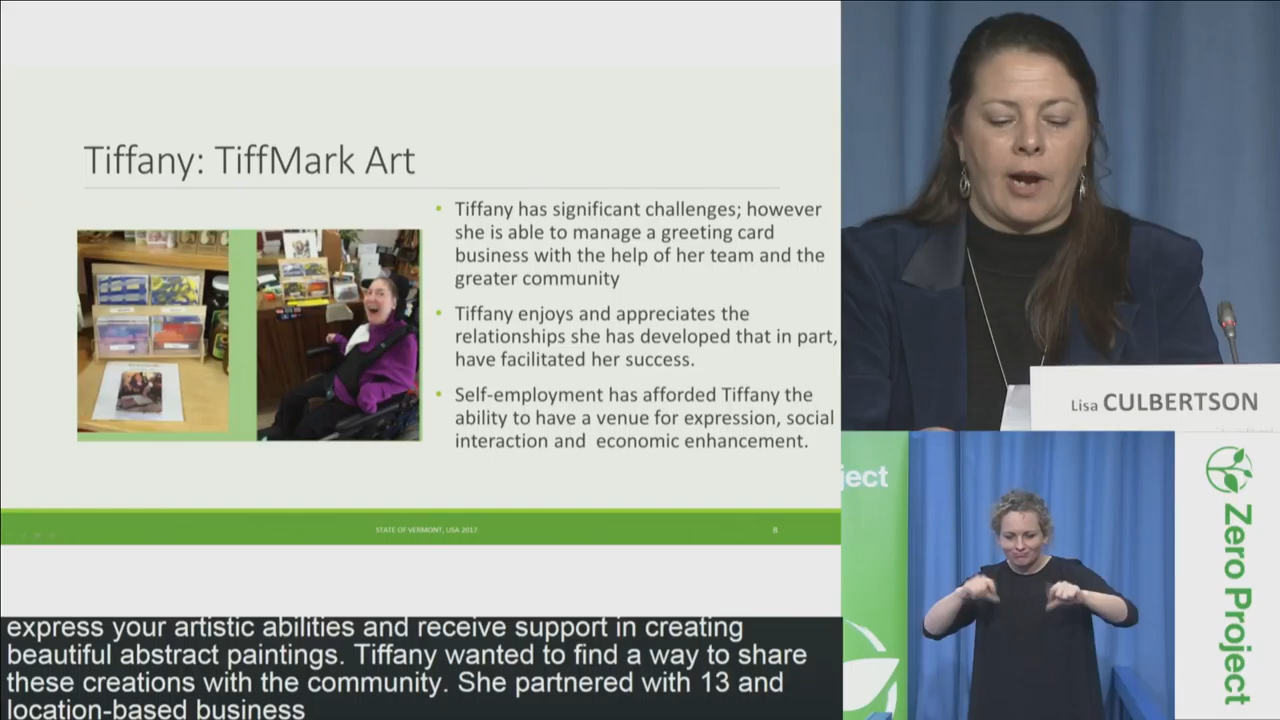 Tiffany: TiffMark Art
• Tiffany has significant challenges; however
she is able to manage a greeting card
business with the help of her team and the
greater community
• Tiffany enjoys and appreciates the
relationships she has developed that in part,
have facilitated her success.
• Self-employment has afforded Tiffany the
ability to have a venue for expression, social
interaction and economic enhancement.
STATE OF VERMONT, USA 2017
8
express your artistic abilities and receive support in creating
beautiful abstract paintings. Tiffany wanted to find a way to share
these creations with the community. She partnered with 13 and
location-based business
Lisa CULBERTSON
ject
Zero Project